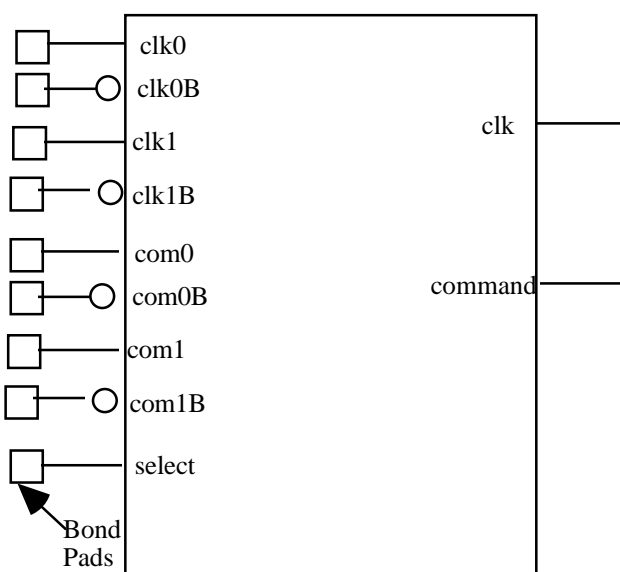 clk0
clk0B
clk1
clk
clk1B
com0
command
com0B
com1
com1B
select
Bond
Pads